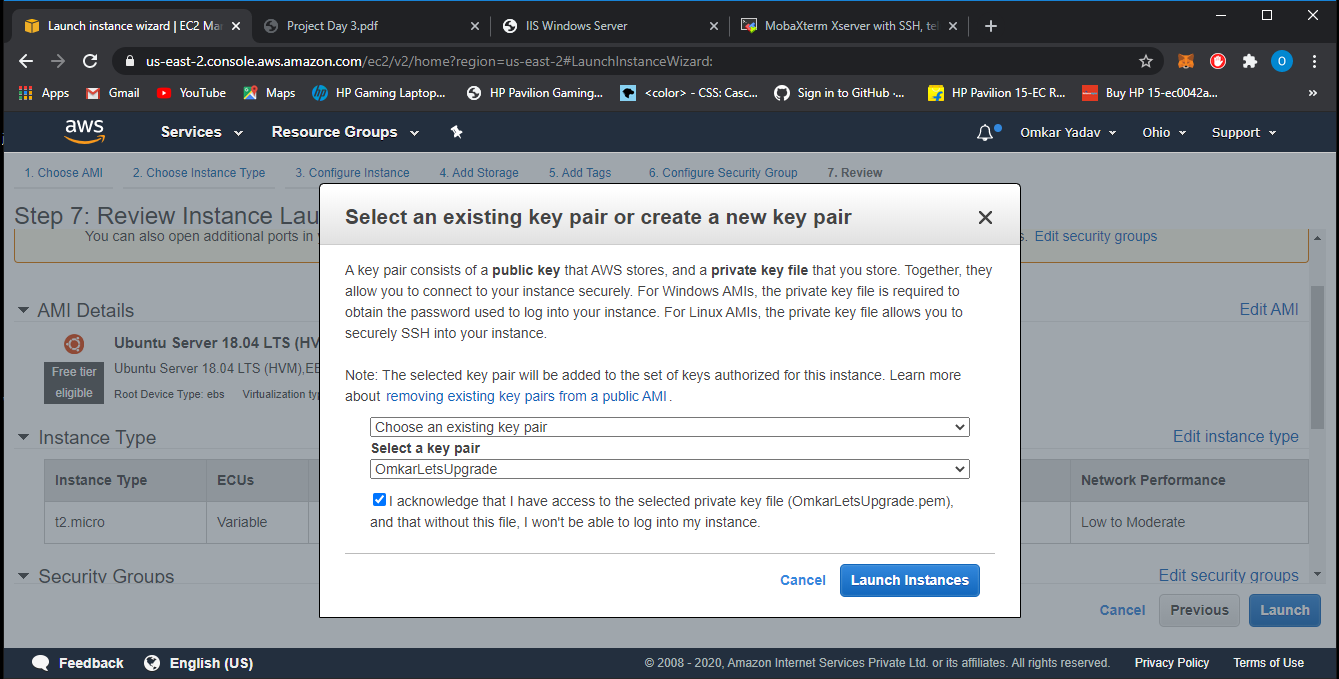 Launch instance wizard | EC2 Ma
Project Day 3.pdf
IIS Windows Server
MobaXterm Xserver with SSH, tel
us-east-2.console.aws.amazon.com/ec2/v2/home?region=us-east-2#LaunchInstanceWizard:
O
Apps
Gmail
YouTube
Maps
HP Gaming Laptop...
HP Pavilion Gaming...
<color> - CSS: Casc...
Sign in to GitHub ·...
HP Pavilion 15-EC R...
Buy HP 15-ec0042a...
»
aws
Services
Resource Groups
Omkar Yadav
Ohio
Support
1. Choose AMI
2. Choose Instance Type
3. Configure Instance
4. Add Storage
5. Add Tags
6. Configure Security Group
7. Review
Step 7: Review Instance Lau
You can also open additional ports in
s. Edit security groups
AMI Details
Edit AMI
Ubuntu Server 18.04 LTS (HV
Free tier
eligible
Ubuntu Server 18.04 LTS (HVM),EB
Root Device Type: ebs
Virtualization typ
Instance Type
Edit instance type
Instance Type
ECUs
Network Performance
t2.micro
Variable
Low to Moderate
Security Groups
Edit security groups
Select an existing key pair or create a new key pair
A key pair consists of a public key that AWS stores, and a private key file that you store. Together, they
allow you to connect to your instance securely. For Windows AMIs, the private key file is required to
obtain the password used to log into your instance. For Linux AMIs, the private key file allows you to
securely SSH into your instance.
Note: The selected key pair will be added to the set of keys authorized for this instance. Learn more
about removing existing key pairs from a public AMI .
Choose an existing key pair
Select a key pair
OmkarLetsUpgrade
I acknowledge that I have access to the selected private key file (OmkarLetsUpgrade.pem),
and that without this file, I won't be able to log into my instance.
Cancel
Launch Instances
Cancel
Previous
Launch
Feedback
English (US)
© 2008 - 2020, Amazon Internet Services Private Ltd. or its affiliates. All rights reserved.
Privacy Policy
Terms of Use